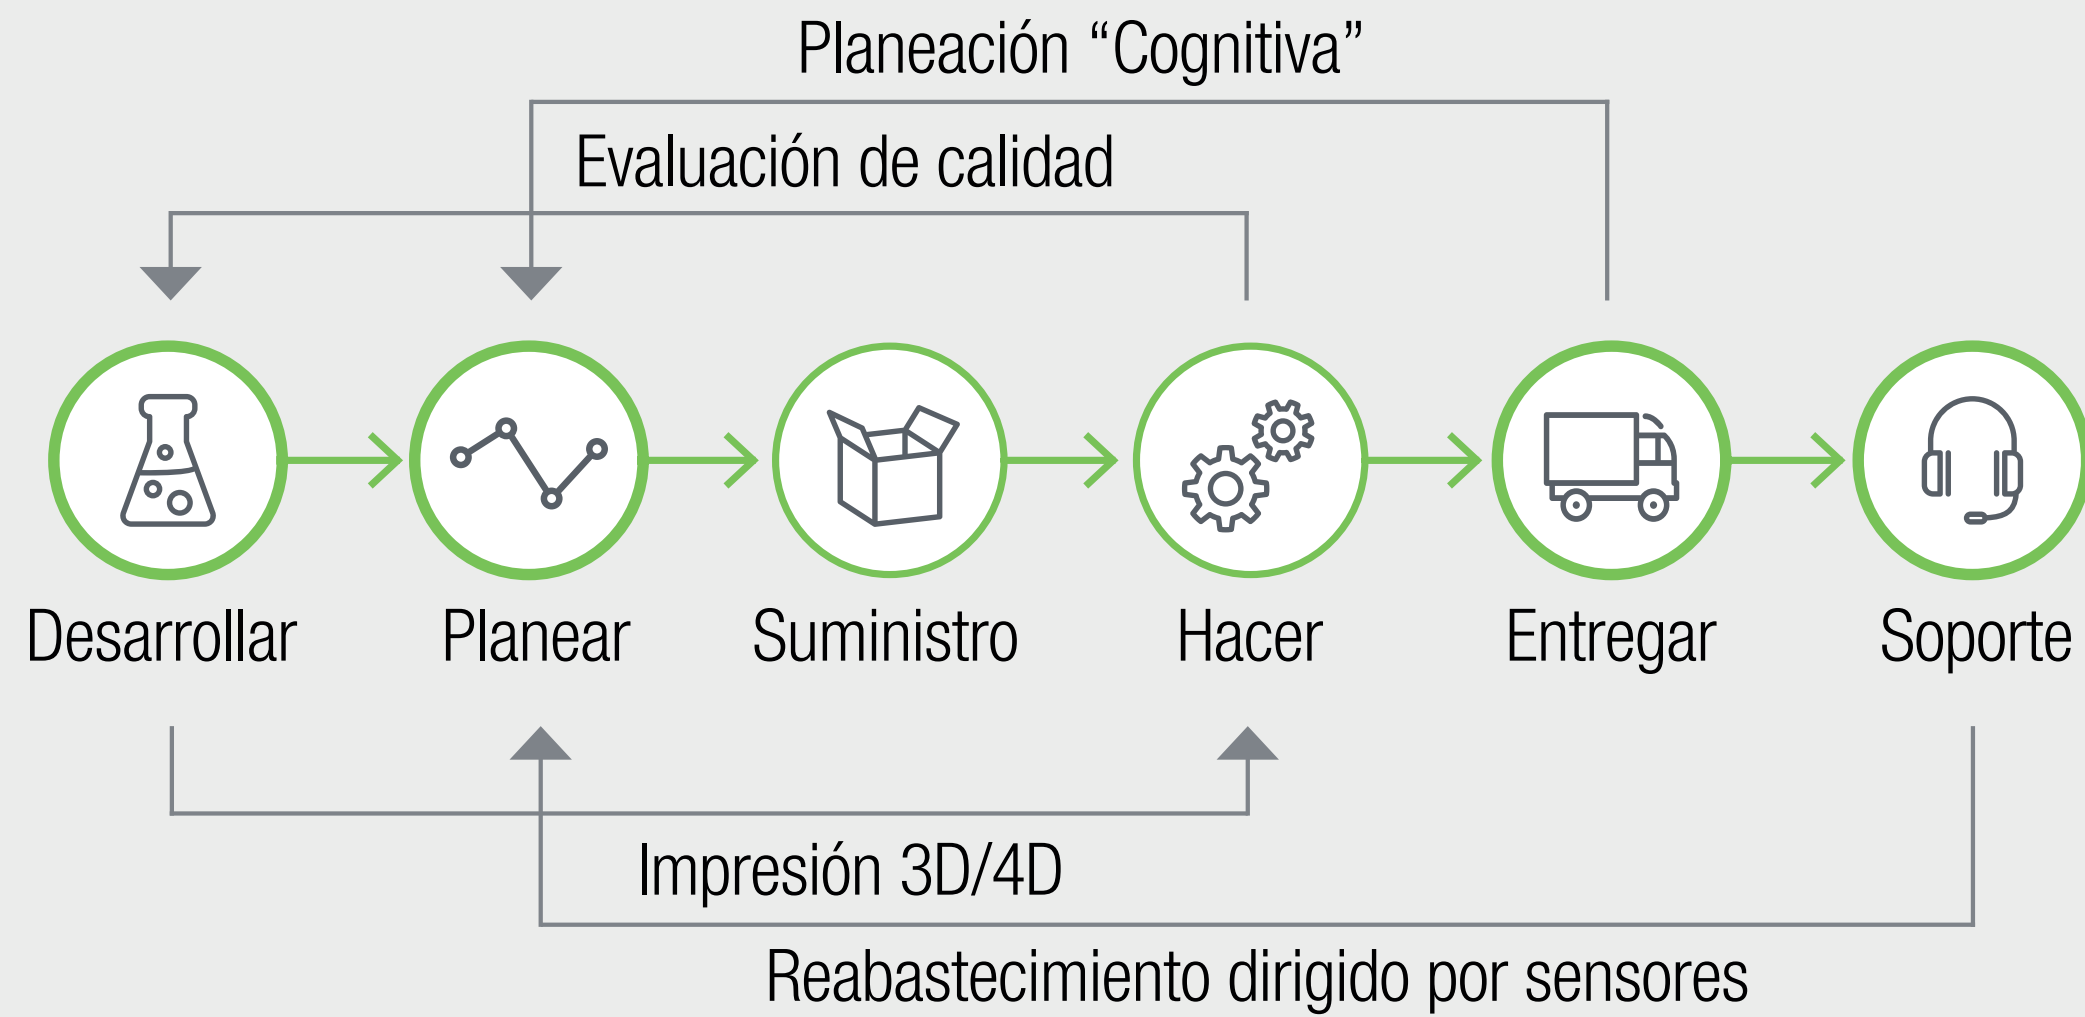 Planeación “Cognitiva”
Evaluación de calidad
Desarrollar
Planear
Suministro
Hacer
Entregar
Soporte
Impresión 3D/4D
Reabastecimiento dirigido por sensores